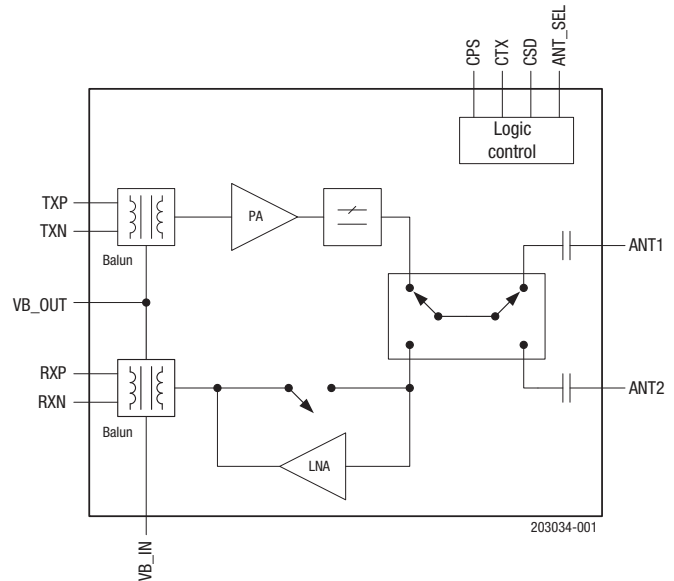 CPS
CTX
CSD
ANT_SEL
Logic
control
TXP
TXN
Balun
PA
ANT1
VB_OUT
RXP
RXN
Balun
LNA
ANT2
203034-001
VB_IN